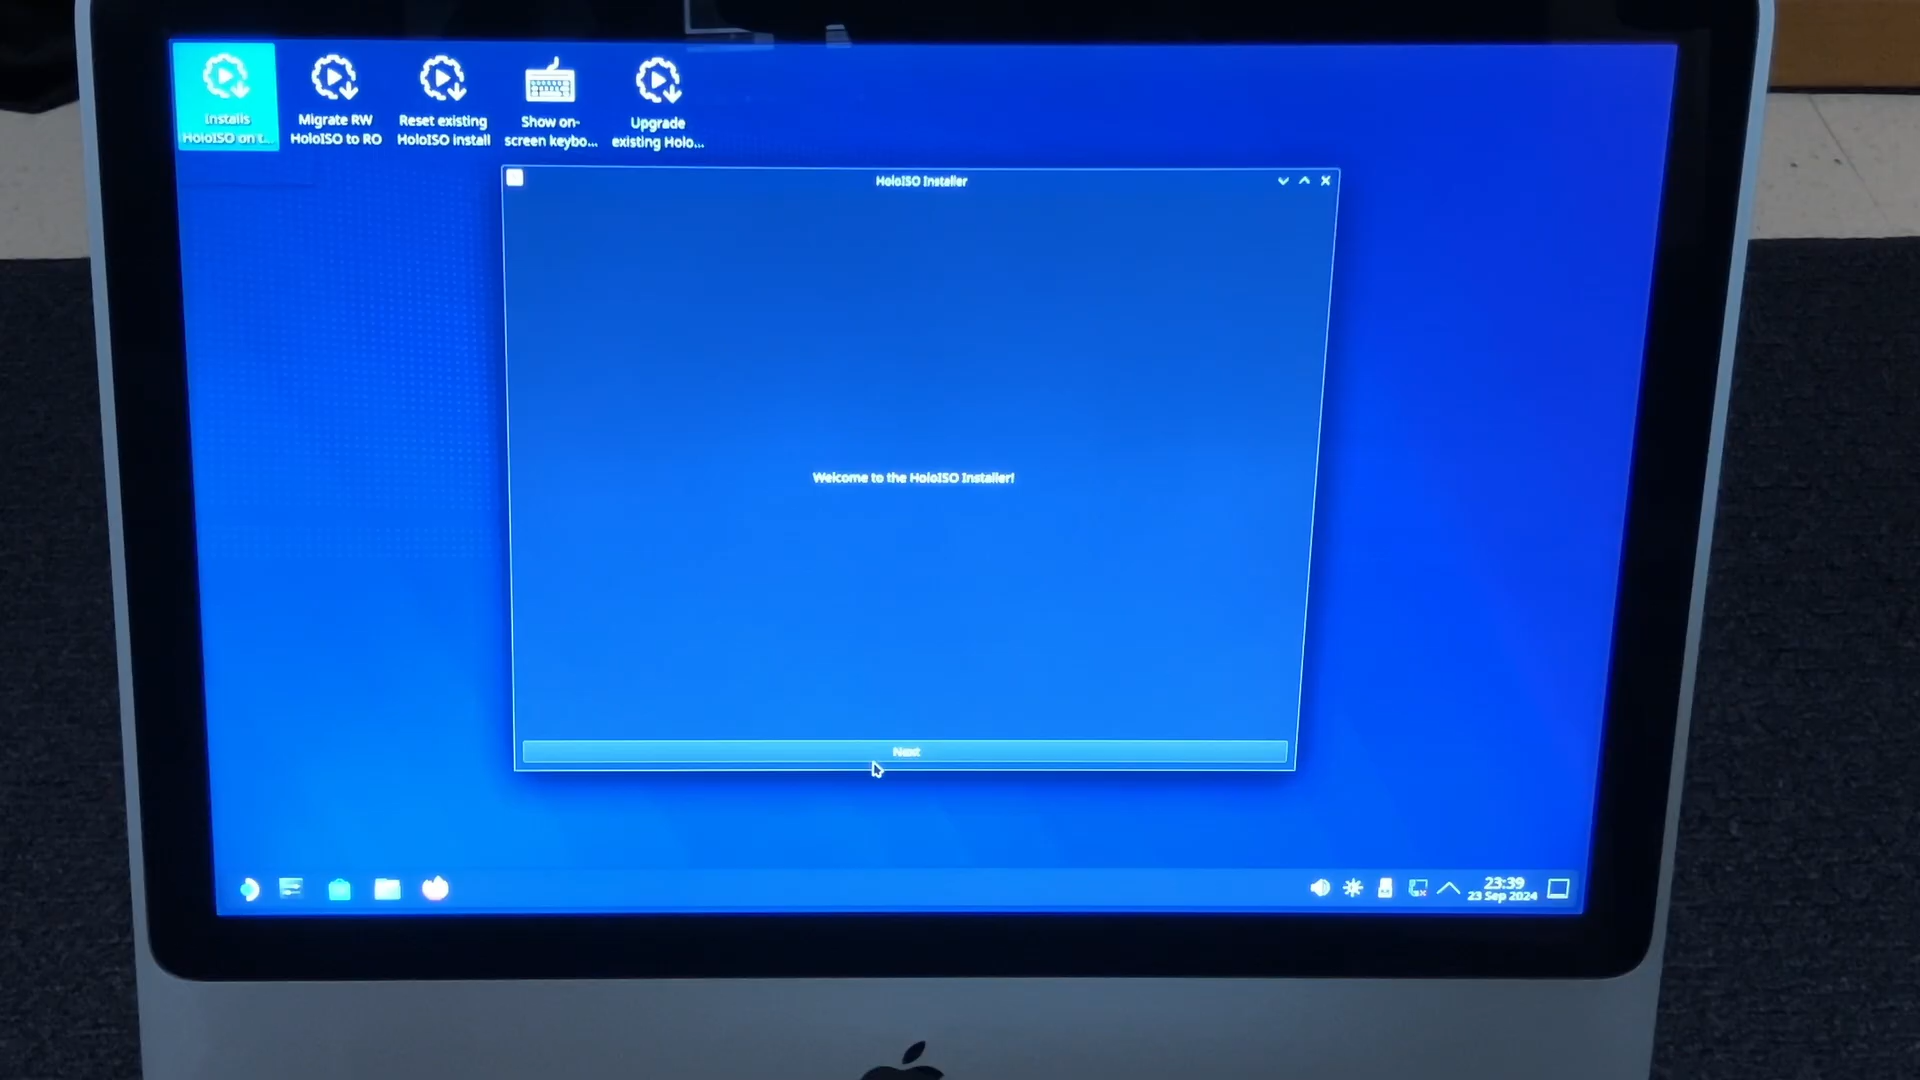 Installs
HoloISO on t...
Migrate RW
HoloISO to RO
Reset existing
HoloISO install
Show on-
screen keybo...
Upgrade
existing Holo...
HoloISO Installer
Welcome to the HoloISO Installer!
Next
23:39
23 Sep 2024